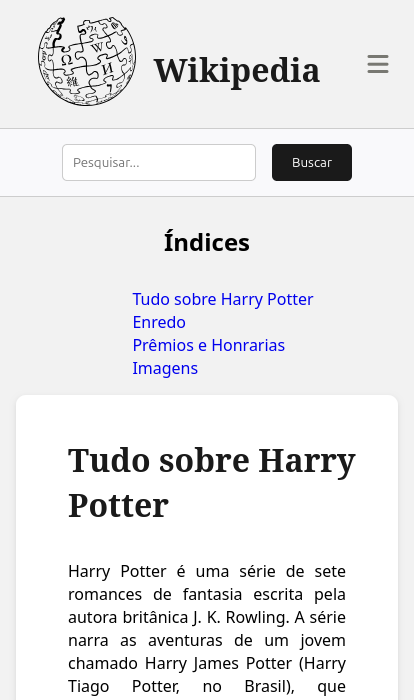 Wikipedia
Pesquisar...
Buscar
Índices
Tudo sobre Harry Potter
Enredo
Prêmios e Honrarias
Imagens
Tudo sobre Harry
Potter
Harry Potter é uma série de sete
romances de fantasia escrita pela
autora britânica J. K. Rowling. A série
narra as aventuras de um jovem
chamado Harry James Potter (Harry
Tiago Potter, no Brasil), que